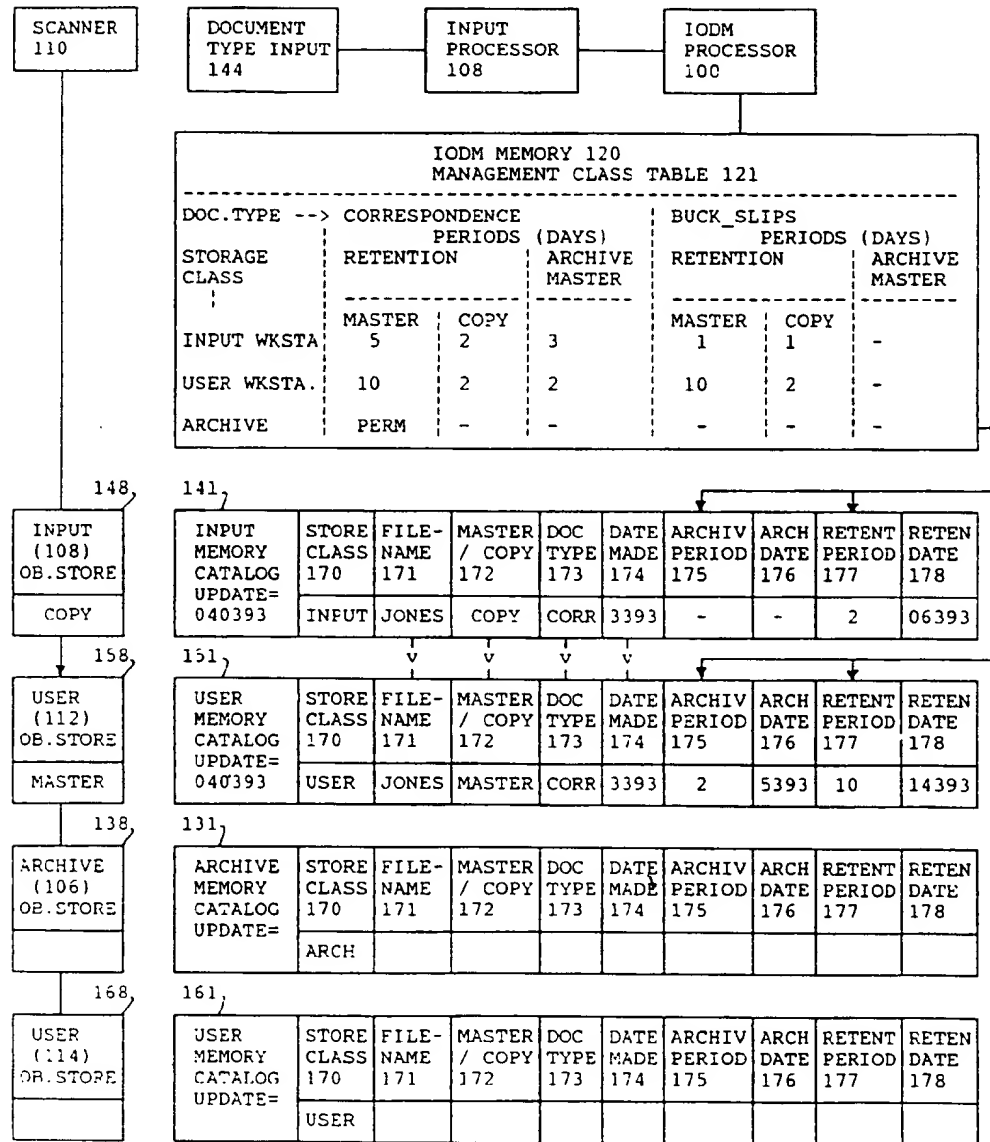 SCANNER
110
DOCUMENT
TYPE INPUT
144
INPUT
PROCESSOR
108
IODM
PROCESSOR
100
IODM MEMORY 120
MANAGEMENT CLASS TABLE 121
DOC.TYPE --> CORRESPONDENCE BUCK_SLIPS
PERIODS (DAYS) PERIODS (DAYS)
STORAGE RETENTION ARCHIVE RETENTION ARCHIVE
CLASS MASTER MASTER
MASTER COPY MASTER COPY
INPUT WKSTA 5 2 3 1 1 -
USER WKSTA. 10 2 2 10 2 -
ARCHIVE PERM - - - - -
148 141
INPUT
(108)
OB.STORE
COPY
INPUT STORE FILE- MASTER DOC DATE ARCHIV ARCH RETENT RETEN
MEMORY CLASS NAME / COPY TYPE MADE PERIOD DATE PERIOD DATE
CATALOG 170 171 172 173 174 175 176 177 178
UPDATE=
040393 INPUT JONES COPY CORR 3393 - - 2 06393
v v v v
158 151
USER
(112)
OB.STORE
MASTER
USER STORE FILE- MASTER DOC DATE ARCHIV ARCH RETENT RETEN
MEMORY CLASS NAME / COPY TYPE MADE PERIOD DATE PERIOD DATE
CATALOG 170 171 172 173 174 175 176 177 178
UPDATE=
040393 USER JONES MASTER CORR 3393 2 5393 10 14393
138 131
ARCHIVE
(106)
OB.STORE
ARCHIVE STORE FILE- MASTER DOC DATE ARCHIV ARCH RETENT RETEN
MEMORY CLASS NAME / COPY TYPE MADE PERIOD DATE PERIOD DATE
CATALOG 170 171 172 173 174 175 176 177 178
UPDATE=
ARCH
168 161
USER
(114)
OB.STORE
USER STORE FILE- MASTER DOC DATE ARCHIV ARCH RETENT RETEN
MEMORY CLASS NAME / COPY TYPE MADE PERIOD DATE PERIOD DATE
CATALOG 170 171 172 173 174 175 176 177 178
UPDATE=
USER